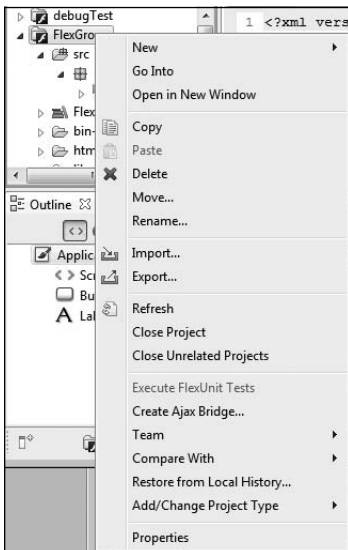 debugTest
1 <?xml vers
FlexGro
src
Flex
bin-
htm
Outline
Applic
Scr
Bu
A Lal
New
Go Into
Open in New Window
Copy
Paste
Delete
Move...
Rename...
Import...
Export...
Refresh
Close Project
Close Unrelated Projects
Execute FlexUnit Tests
Create Ajax Bridge...
Team
Compare With
Restore from Local History...
Add/Change Project Type
Properties